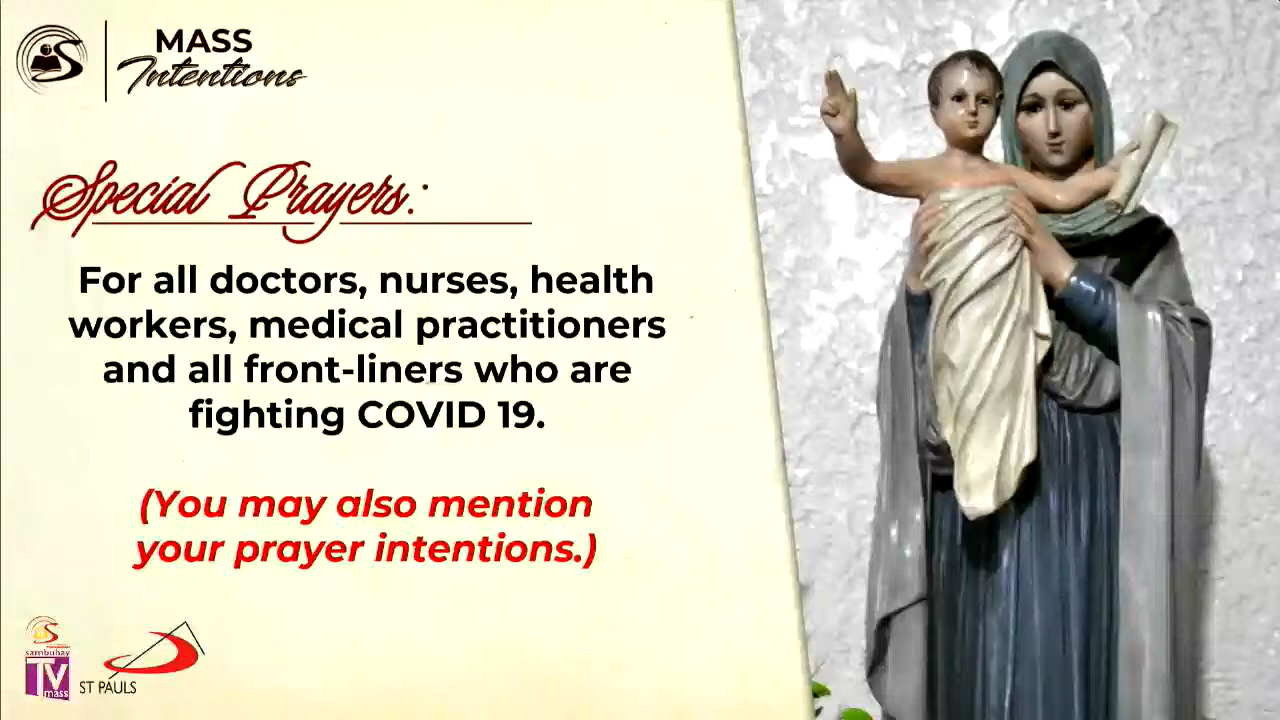 MASS
Intentions
Special Prayers:
For all doctors, nurses, health
workers, medical practitioners
and all front-liners who are
fighting COVID 19.
(You may also mention
your prayer intentions.)
sambuhay
TV
mass
ST PAULS